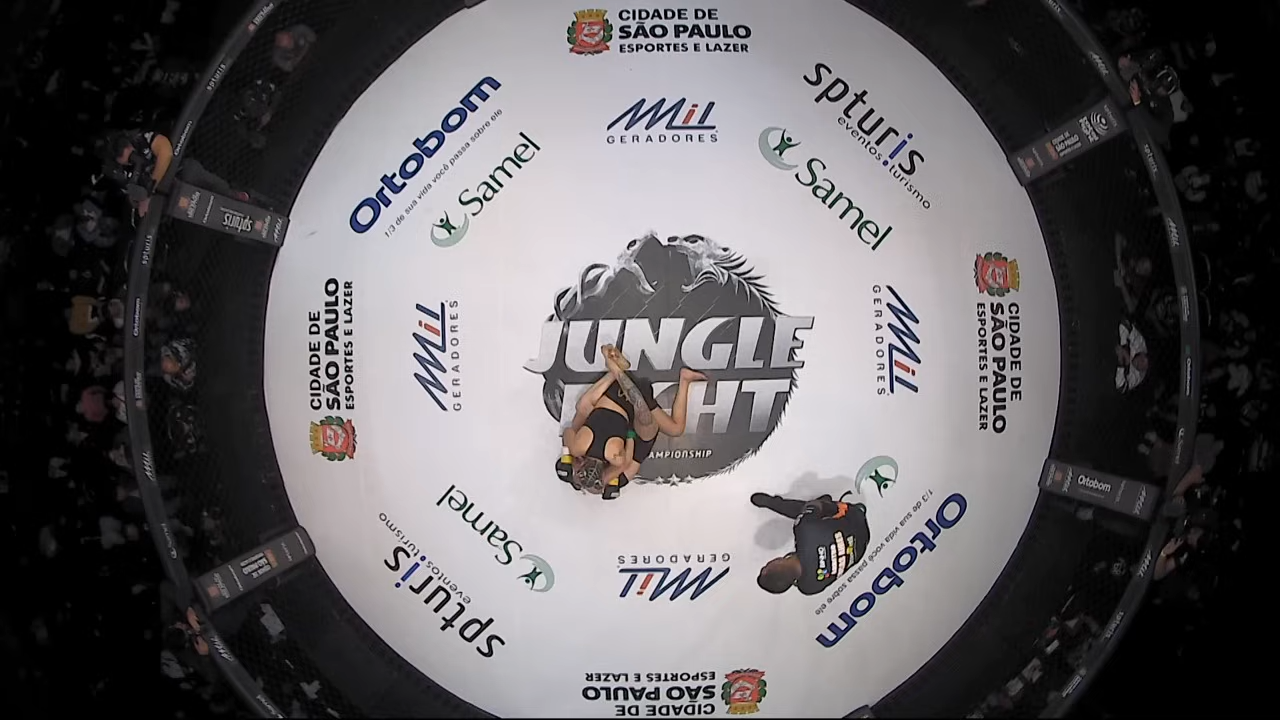 CIDADE DE
SÃO PAULO
ESPORTES E LAZER
Ortobom
1/3 de sua vida você passa sobre ele
Samel
MiL
GERADORES
spturis
eventos.turismo
Samel
spturis
CIDADE DE
SÃO PAULO
ESPORTES E LAZER
MiL
GERADORES
JUNGLE
FIGHT
CHAMPIONSHIP
MiL
GERADORES
CIDADE DE
SÃO PAULO
ESPORTES E LAZER
Samel
spturis
eventos.turismo
MiL
GERADORES
Ortobom
1/3 de sua vida você passa sobre ele
Ortobom
CIDADE DE
SÃO PAULO
ESPORTES E LAZER